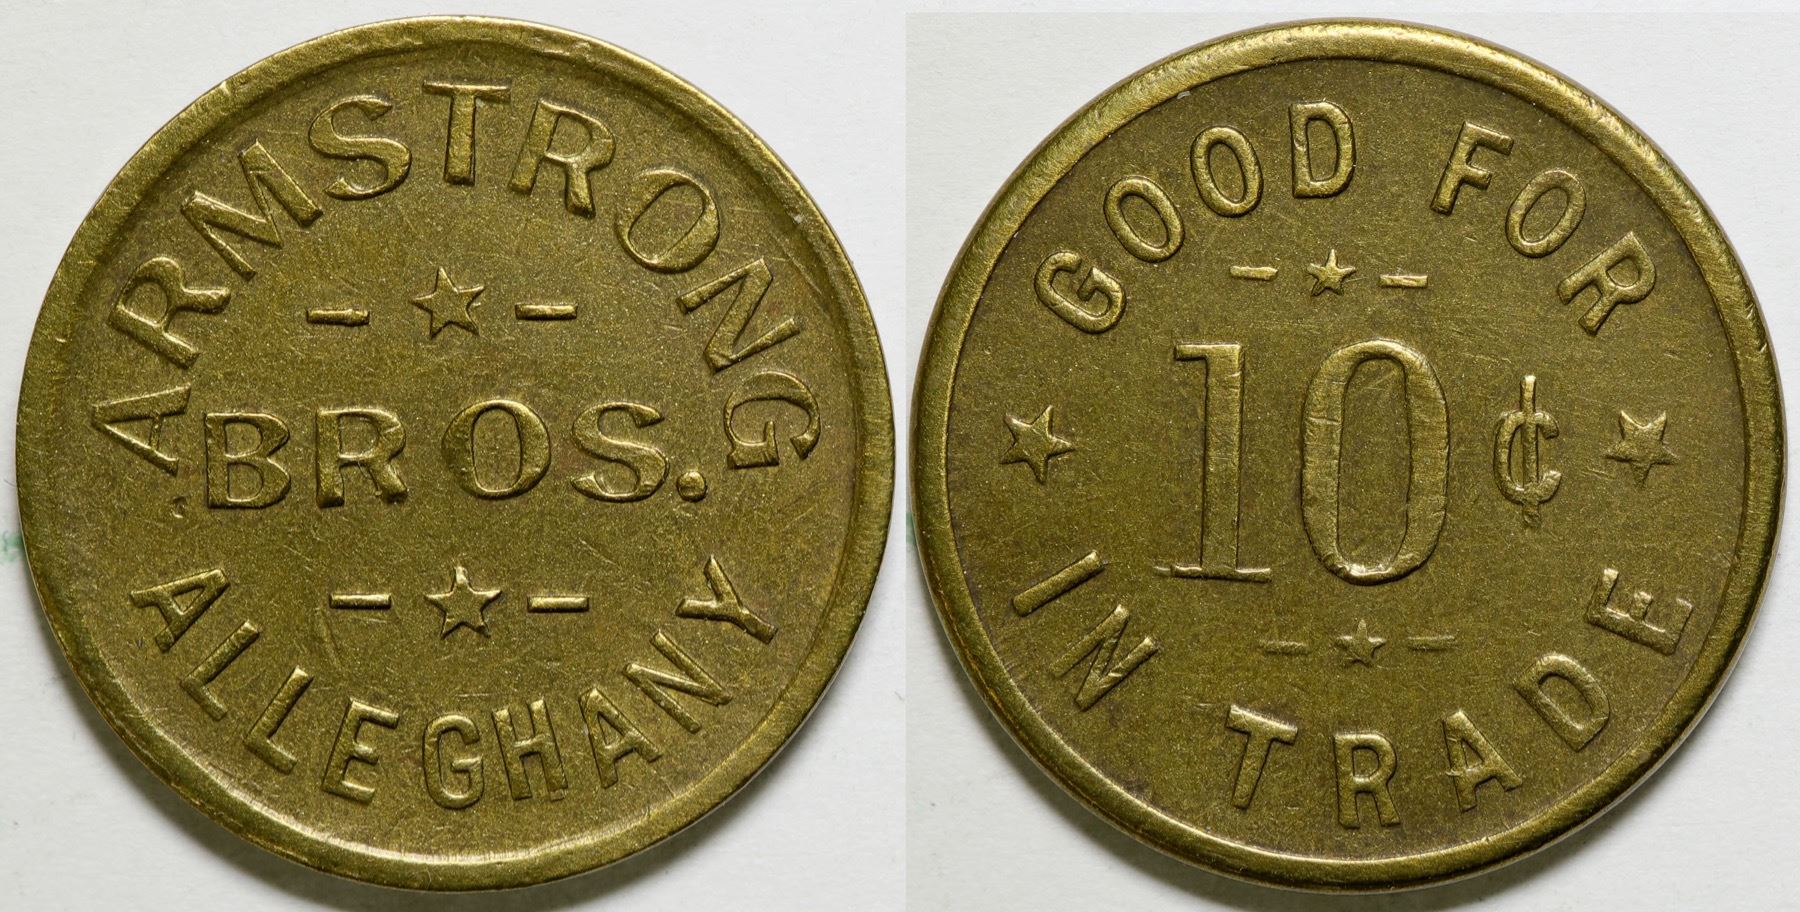 ARMSTRONG
BROS.
ALLEGHANY
GOOD FOR
10¢
IN TRADE